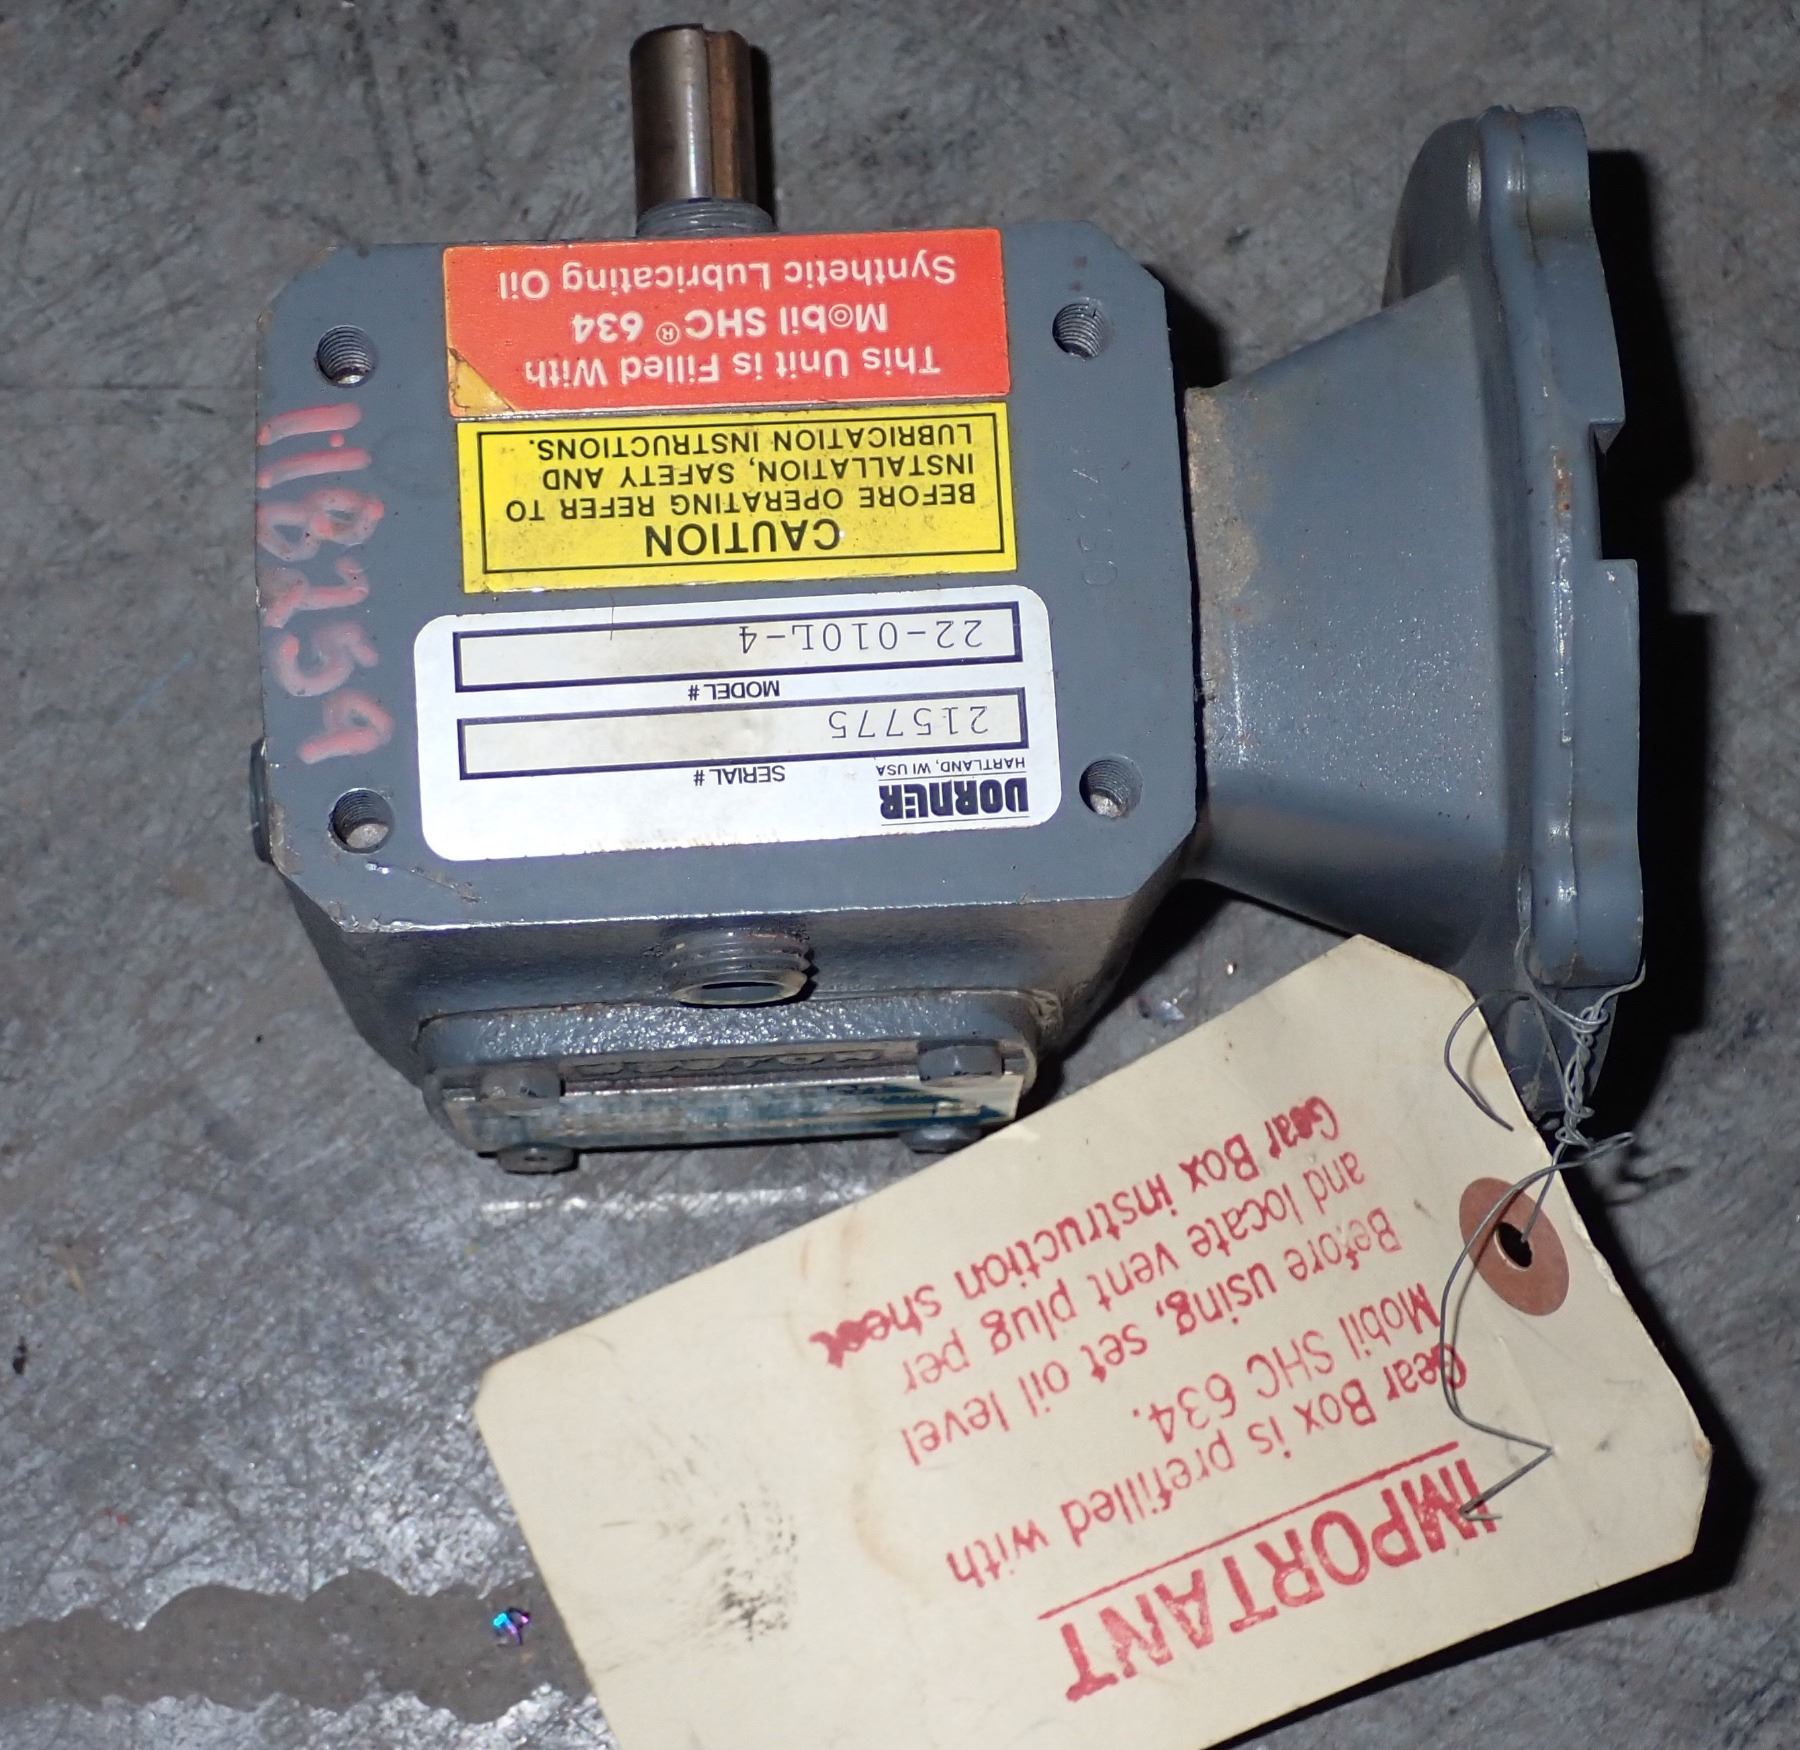 DORNER
HARTLAND, WI USA
SERIAL #
215775
MODEL #
22-010L-4
CAUTION
BEFORE OPERATING REFER TO
INSTALLATION, SAFETY AND
LUBRICATION INSTRUCTIONS.
This Unit is Filled With
Mobil SHC® 634
Synthetic Lubricating Oil
IMPORTANT
Gear Box is prefilled with
Mobil SHC 634.
Before using, set oil level
and locate vent plug per
Gear Box instruction sheet